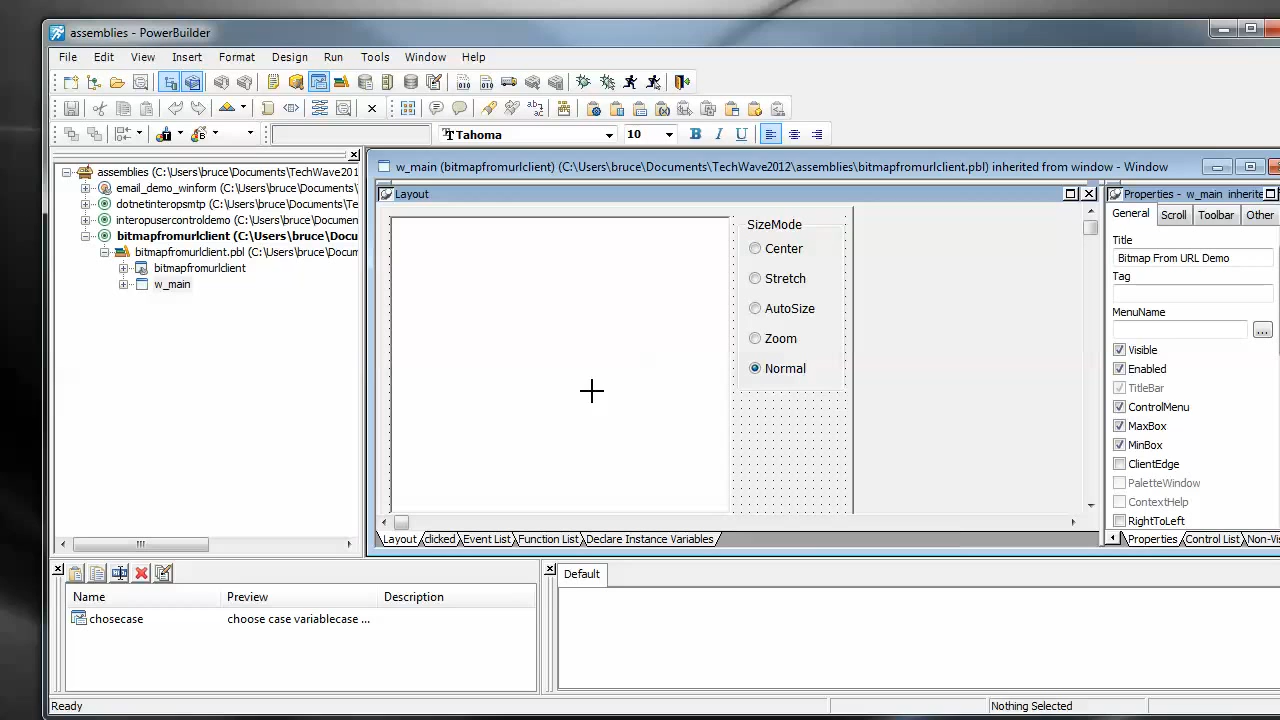 assemblies - PowerBuilder
File Edit View Insert Format Design Run Tools Window Help
Tahoma 10 B I U
assemblies (C:\Users\bruce\Documents\TechWave201
email_demo_winform (C:\Users\bruce\Documents\
dotnetinteropsmtp (C:\Users\bruce\Documents\Te
interopusercontroldemo (C:\Users\bruce\Documen
bitmapfromurlclient (C:\Users\bruce\Docu
bitmapfromurlclient.pbl (C:\Users\bruce\Docum
bitmapfromurlclient
w_main
w_main (bitmapfromurlclient) (C:\Users\bruce\Documents\TechWave2012\assemblies\bitmapfromurlclient.pbl) inherited from window - Window
Layout
SizeMode
Center
Stretch
AutoSize
Zoom
Normal
Layout clicked Event List Function List Declare Instance Variables
Properties - w_main inherite
General Scroll Toolbar Other
Title
Bitmap From URL Demo
Tag
MenuName
...
Visible
Enabled
TitleBar
ControlMenu
MaxBox
MinBox
ClientEdge
PaletteWindow
ContextHelp
RightToLeft
Properties Control List Non-Vis
Name Preview Description
chosecase choose case variablecase ...
Default
Ready Nothing Selected